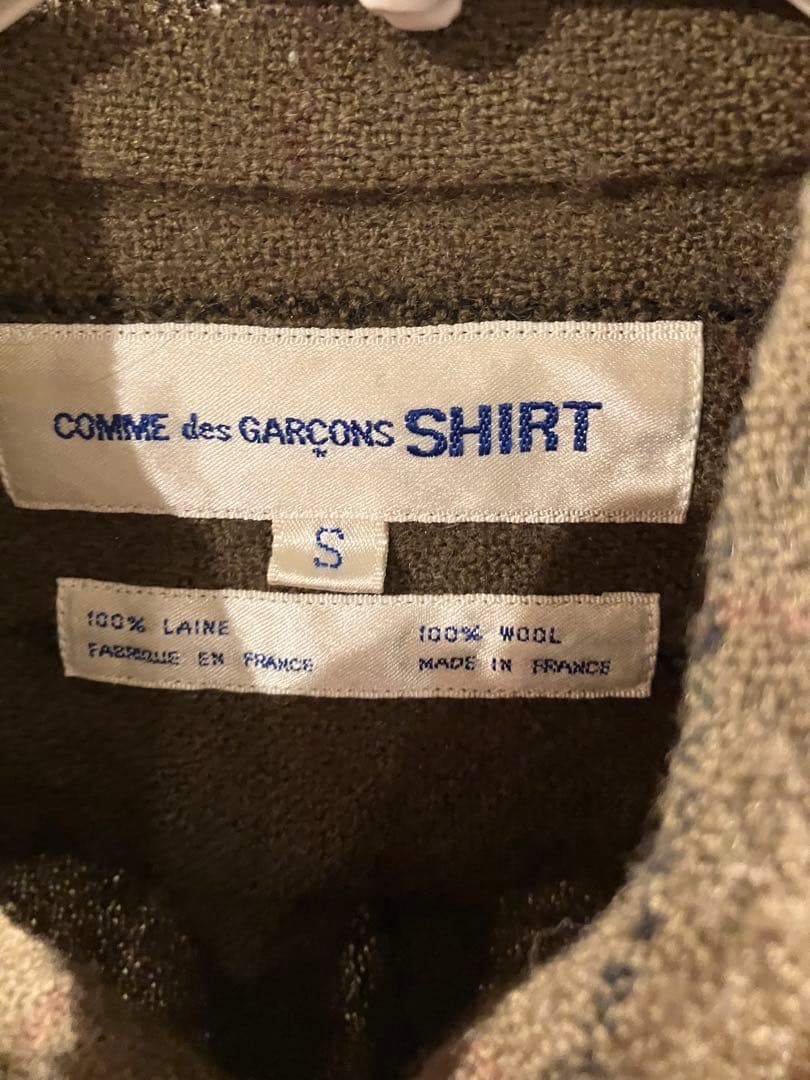 COMME des GARÇONS SHIRT
S
100% LAINE
FABRIQUE EN FRANCE
100% WOOL
MADE IN FRANCE